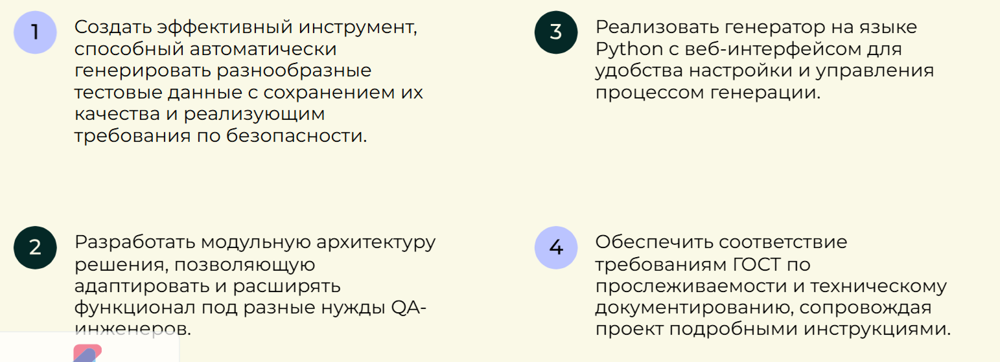 1
Создать эффективный инструмент,
способный автоматически
генерировать разнообразные
тестовые данные с сохранением их
качества и реализующим
требования по безопасности.
2
Разработать модульную архитектуру
решения, позволяющую
адаптировать и расширять
функционал под разные нужды QA-
инженеров.
3
Реализовать генератор на языке
Python с веб-интерфейсом для
удобства настройки и управления
процессом генерации.
4
Обеспечить соответствие
требованиям ГОСТ по
прослеживаемости и техническому
документированию, сопровождая
проект подробными инструкциями.